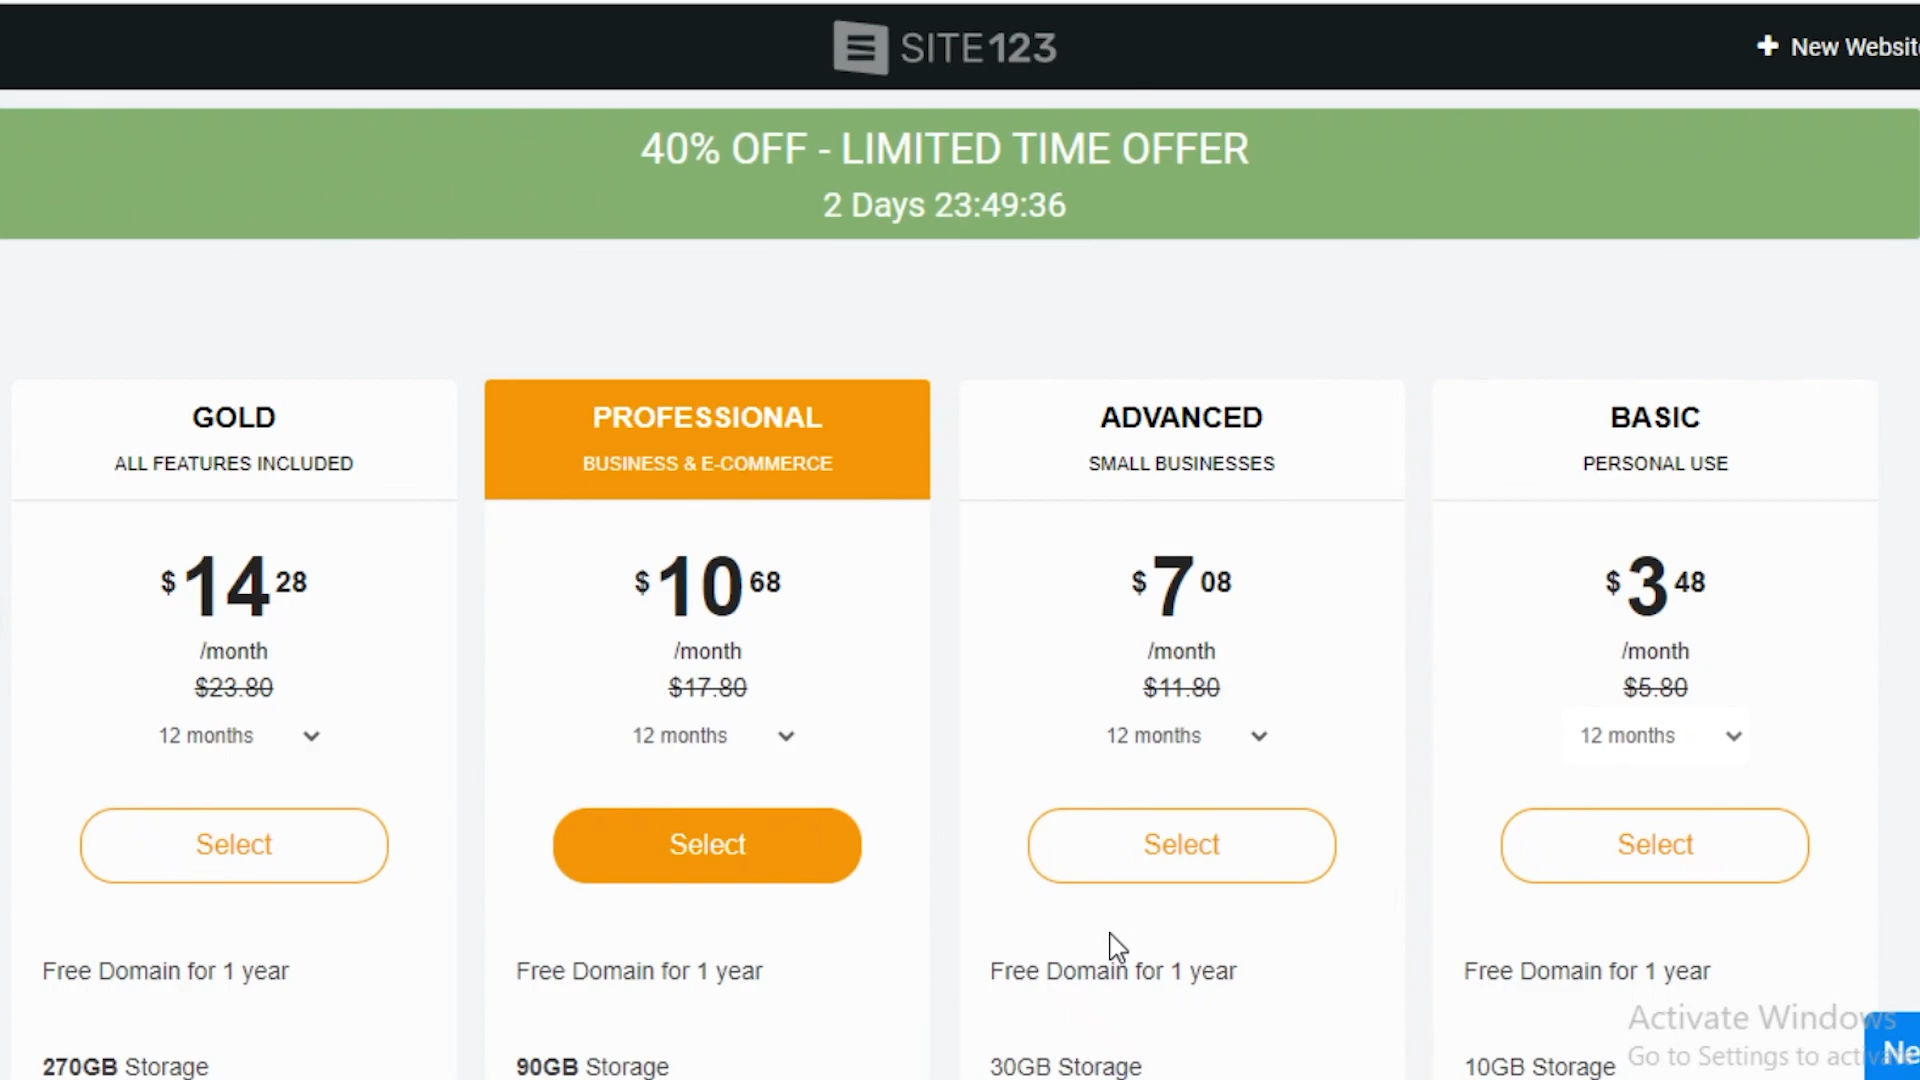 SITE123
New Websit
40% OFF - LIMITED TIME OFFER
2 Days 23:49:36
GOLD
ALL FEATURES INCLUDED
$ 14 28
/month
$23.80
12 months
Select
Free Domain for 1 year
270GB Storage
PROFESSIONAL
BUSINESS & E-COMMERCE
$ 10 68
/month
$17.80
12 months
Select
Free Domain for 1 year
90GB Storage
ADVANCED
SMALL BUSINESSES
$ 7 08
/month
$11.80
12 months
Select
Free Domain for 1 year
30GB Storage
BASIC
PERSONAL USE
$ 3 48
/month
$5.80
12 months
Select
Free Domain for 1 year
10GB Storage
Activate Windows
Go to Settings to activa
Ne